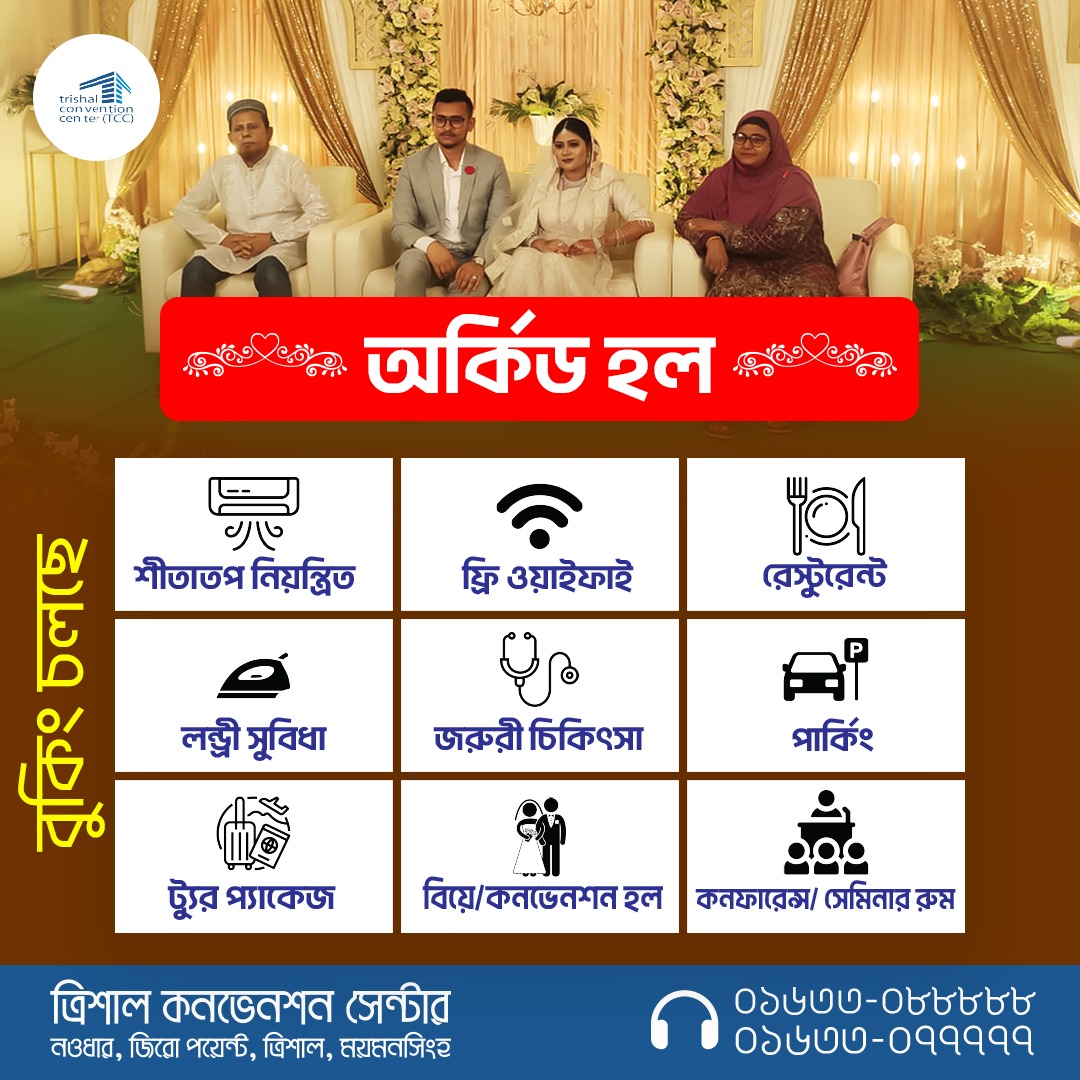 trishal
convention
center (TCC)
অর্কিড হল
বুকিং চলছে
শীতাতপ নিয়ন্ত্রিত
ফ্রি ওয়াইফাই
রেস্টুরেন্ট
লন্ড্রী সুবিধা
জরুরী চিকিৎসা
P
পার্কিং
ট্যুর প্যাকেজ
বিয়ে/কনভেনশন হল
কনফারেন্স/ সেমিনার রুম
ত্রিশাল কনভেনশন সেন্টার
নওধার, জিরো পয়েন্ট, ত্রিশাল, ময়মনসিংহ
০১৬৩৩-০৮৮৮৮৮
০১৬৩৩-০৭৭৭৭৭